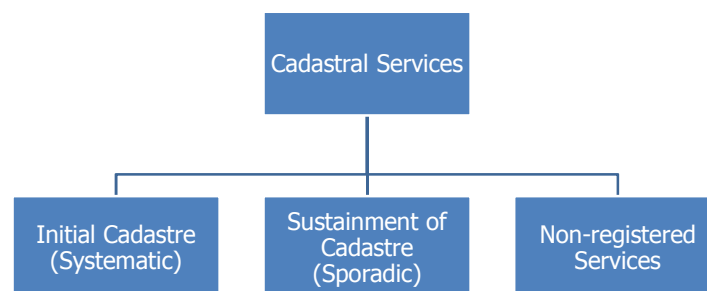 Cadastral Services
Initial Cadastre
(Systematic)
Sustainment of
Cadastre
(Sporadic)
Non-registered
Services